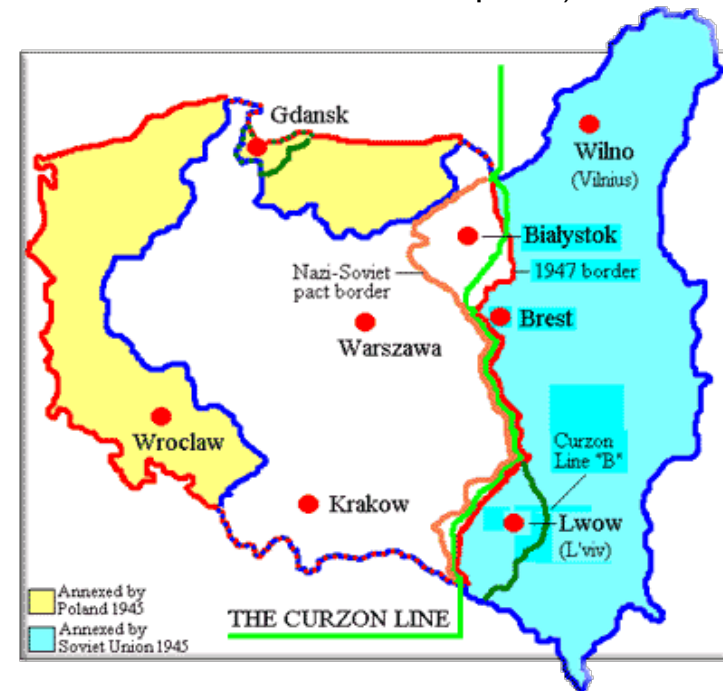 Gdansk
Wilno
(Vilnius)
Białystok
Nazi-Soviet
pact border
1947 border
Brest
Warszawa
Wroclaw
Curzon
Line "B"
Krakow
Lwow
(L'viv)
Annexed by
Poland 1945
THE CURZON LINE
Annexed by
Soviet Union 1945